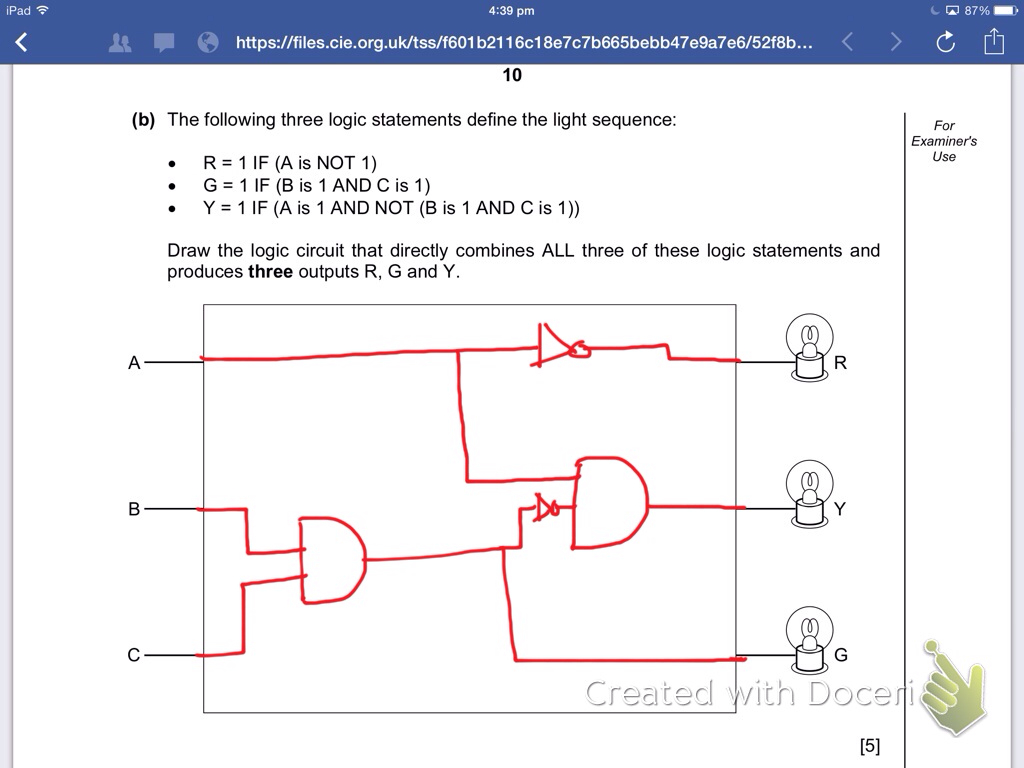 iPad 4:39 pm 87%
https://files.cie.org.uk/tss/f601b2116c18e7c7b665bebb47e9a7e6/52f8b...
10
(b) The following three logic statements define the light sequence:
For
Examiner's
Use
• R = 1 IF (A is NOT 1)
• G = 1 IF (B is 1 AND C is 1)
• Y = 1 IF (A is 1 AND NOT (B is 1 AND C is 1))
Draw the logic circuit that directly combines ALL three of these logic statements and
produces three outputs R, G and Y.
A R
B Y
C G
Created with Doceri
[5]